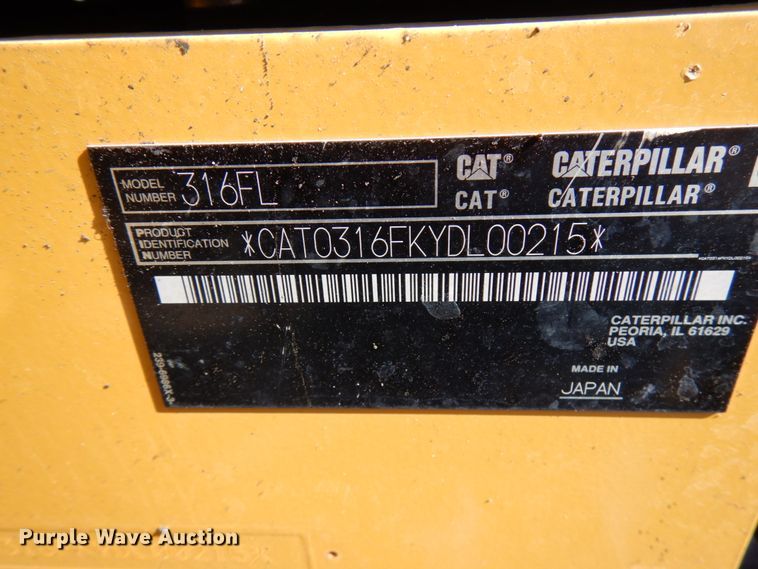 MODEL NUMBER 316FL
CAT® CATERPILLAR®
CAT® CATERPILLAR®
PRODUCT IDENTIFICATION NUMBER *CAT0316FKYDL00215*
*CAT0316FKYDL00215*
CATERPILLAR INC.
PEORIA, IL 61629
USA
MADE IN
JAPAN
Purple Wave Auction